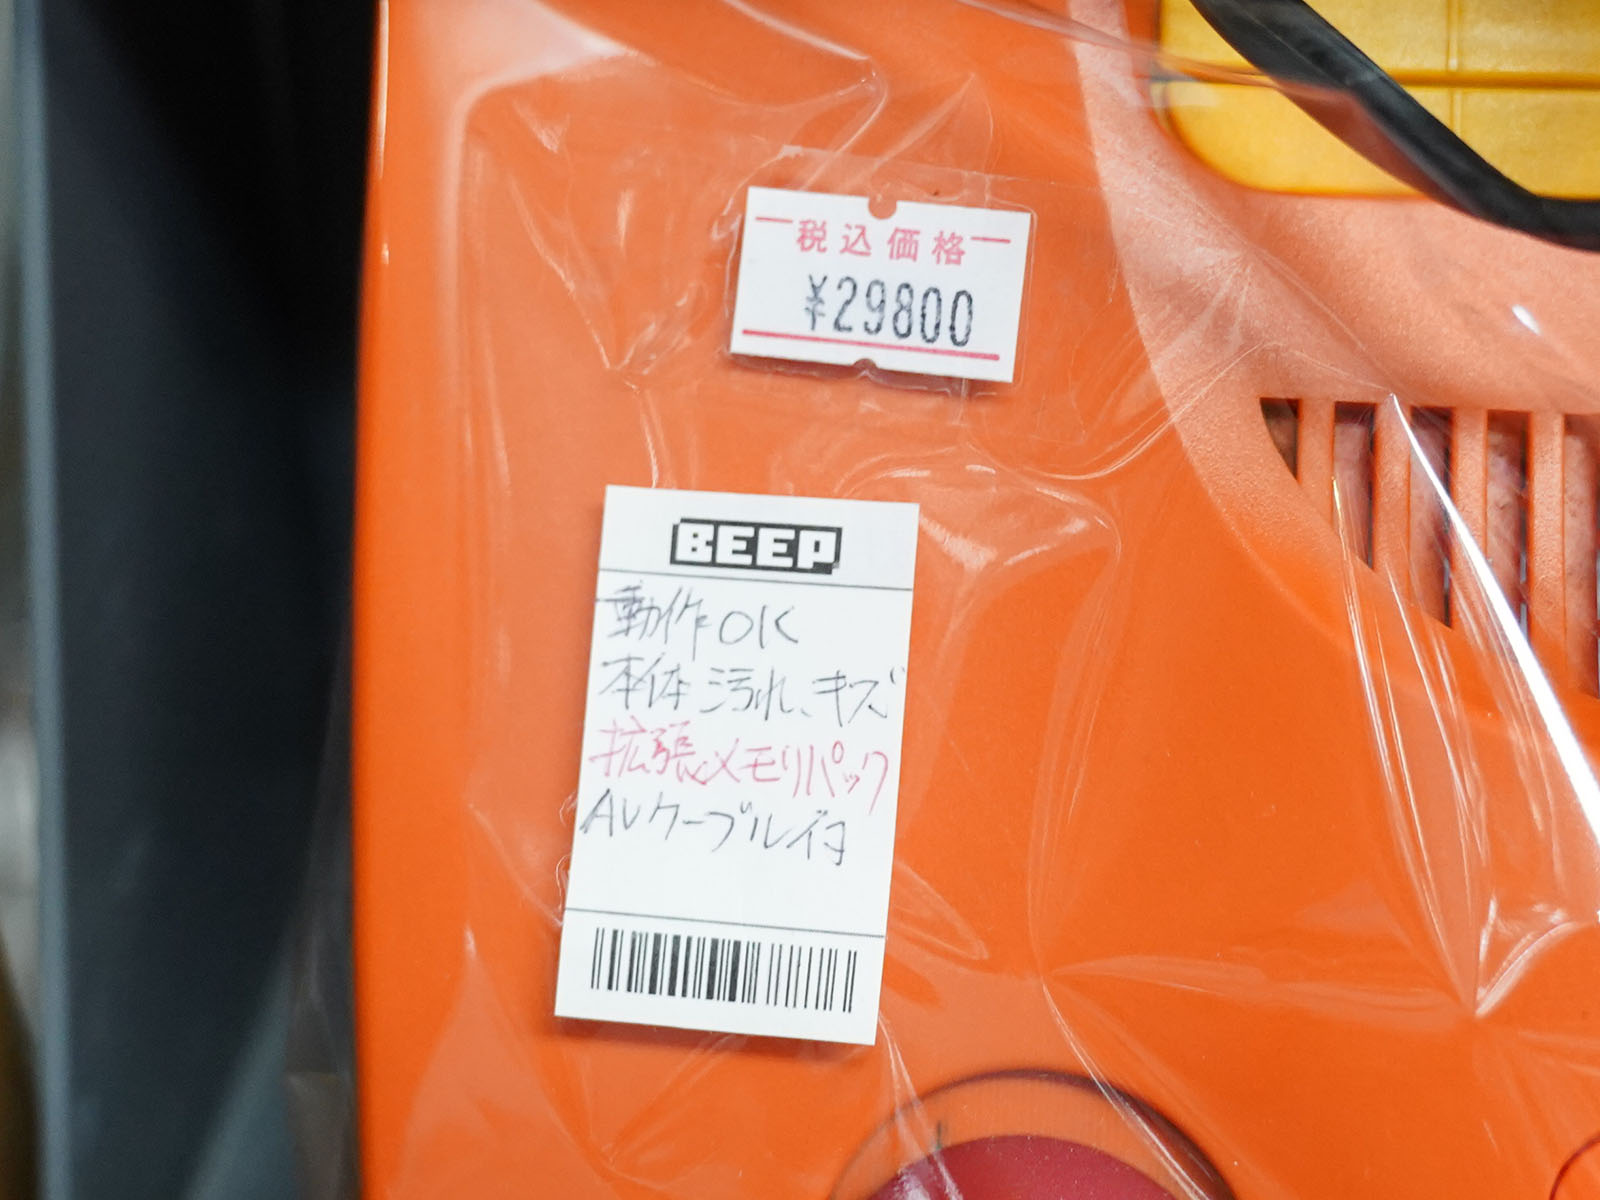 税込価格
¥29800
BEEP
動作OK
本体 汚れ、キズ
拡張メモリパック
AVケーブル付